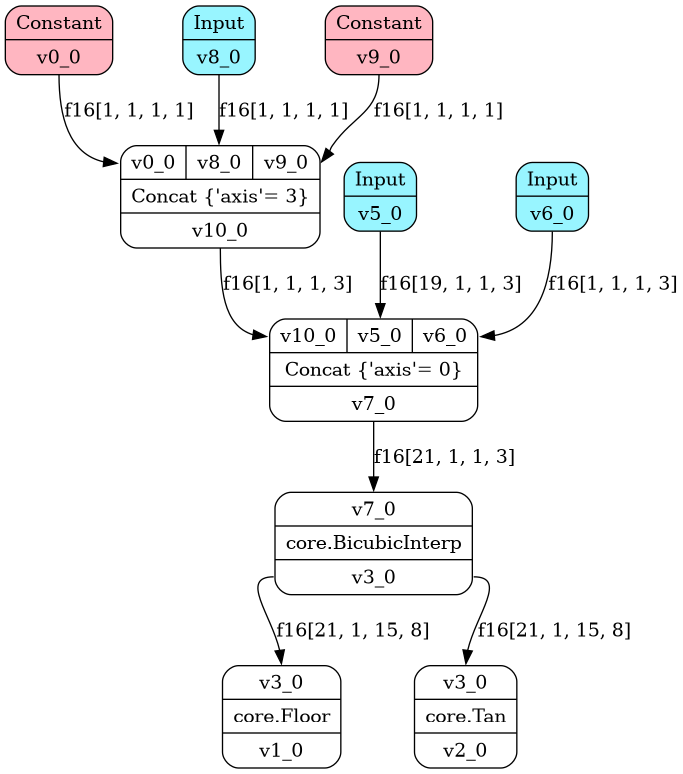 Constant
v0_0
Input
v8_0
Constant
v9_0
f16[1, 1, 1, 1]
f16[1, 1, 1, 1]
f16[1, 1, 1, 1]
v0_0
v8_0
v9_0
Concat {'axis'= 3}
v10_0
Input
v5_0
Input
v6_0
f16[1, 1, 1, 3]
f16[19, 1, 1, 3]
f16[1, 1, 1, 3]
v10_0
v5_0
v6_0
Concat {'axis'= 0}
v7_0
f16[21, 1, 1, 3]
v7_0
core.BicubicInterp
v3_0
f16[21, 1, 15, 8]
f16[21, 1, 15, 8]
v3_0
core.Floor
v1_0
v3_0
core.Tan
v2_0